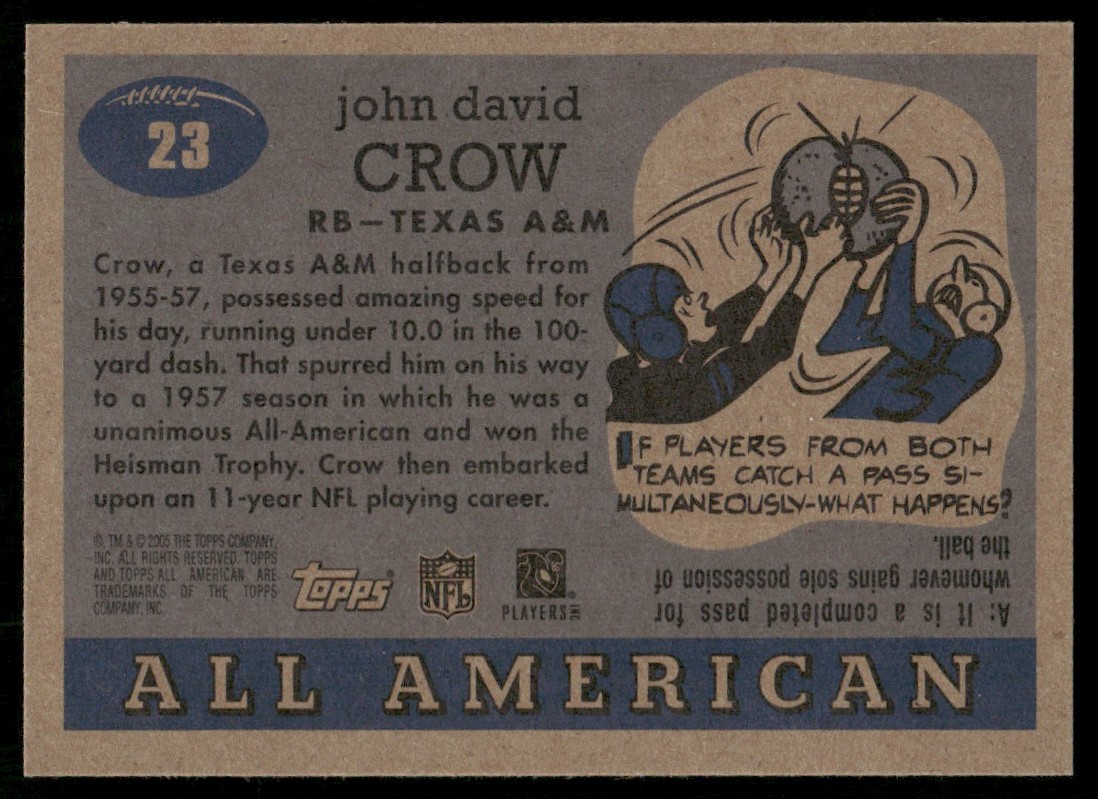 23
john david
CROW
RB—TEXAS A&M
Crow, a Texas A&M halfback from
1955-57, possessed amazing speed for
his day, running under 10.0 in the 100-
yard dash. That spurred him on his way
to a 1957 season in which he was a
unanimous All-American and won the
Heisman Trophy. Crow then embarked
upon an 11-year NFL playing career.
3
IF PLAYERS FROM BOTH
TEAMS CATCH A PASS SI-
MULTANEOUSLY-WHAT HAPPENS?
A: It is a completed pass for
whomever gains sole possession of
the ball.
®, TM & © 2005 THE TOPPS COMPANY,
INC. ALL RIGHTS RESERVED. TOPPS
AND TOPPS ALL AMERICAN ARE
TRADEMARKS OF THE TOPPS
COMPANY, INC.
Topps®
NFL
PLAYERS INC
ALL AMERICAN